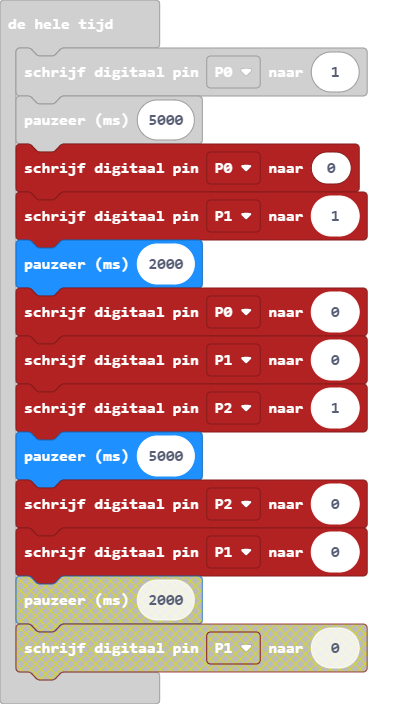 de hele tijd
schrijf digitaal pin P0 naar 1
pauzeer (ms) 5000
schrijf digitaal pin P0 naar 0
schrijf digitaal pin P1 naar 1
pauzeer (ms) 2000
schrijf digitaal pin P0 naar 0
schrijf digitaal pin P1 naar 0
schrijf digitaal pin P2 naar 1
pauzeer (ms) 5000
schrijf digitaal pin P2 naar 0
schrijf digitaal pin P1 naar 0
pauzeer (ms) 2000
schrijf digitaal pin P1 naar 0